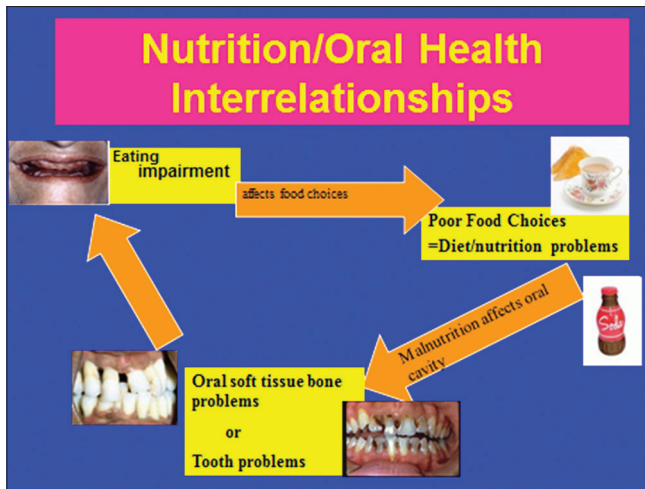 Nutrition/Oral Health
Interrelationships
Eating
impairment
affects food choices
Poor Food Choices
=Diet/nutrition problems
Soda
Malnutrition affects oral
cavity
Oral soft tissue bone
problems
or
Tooth problems